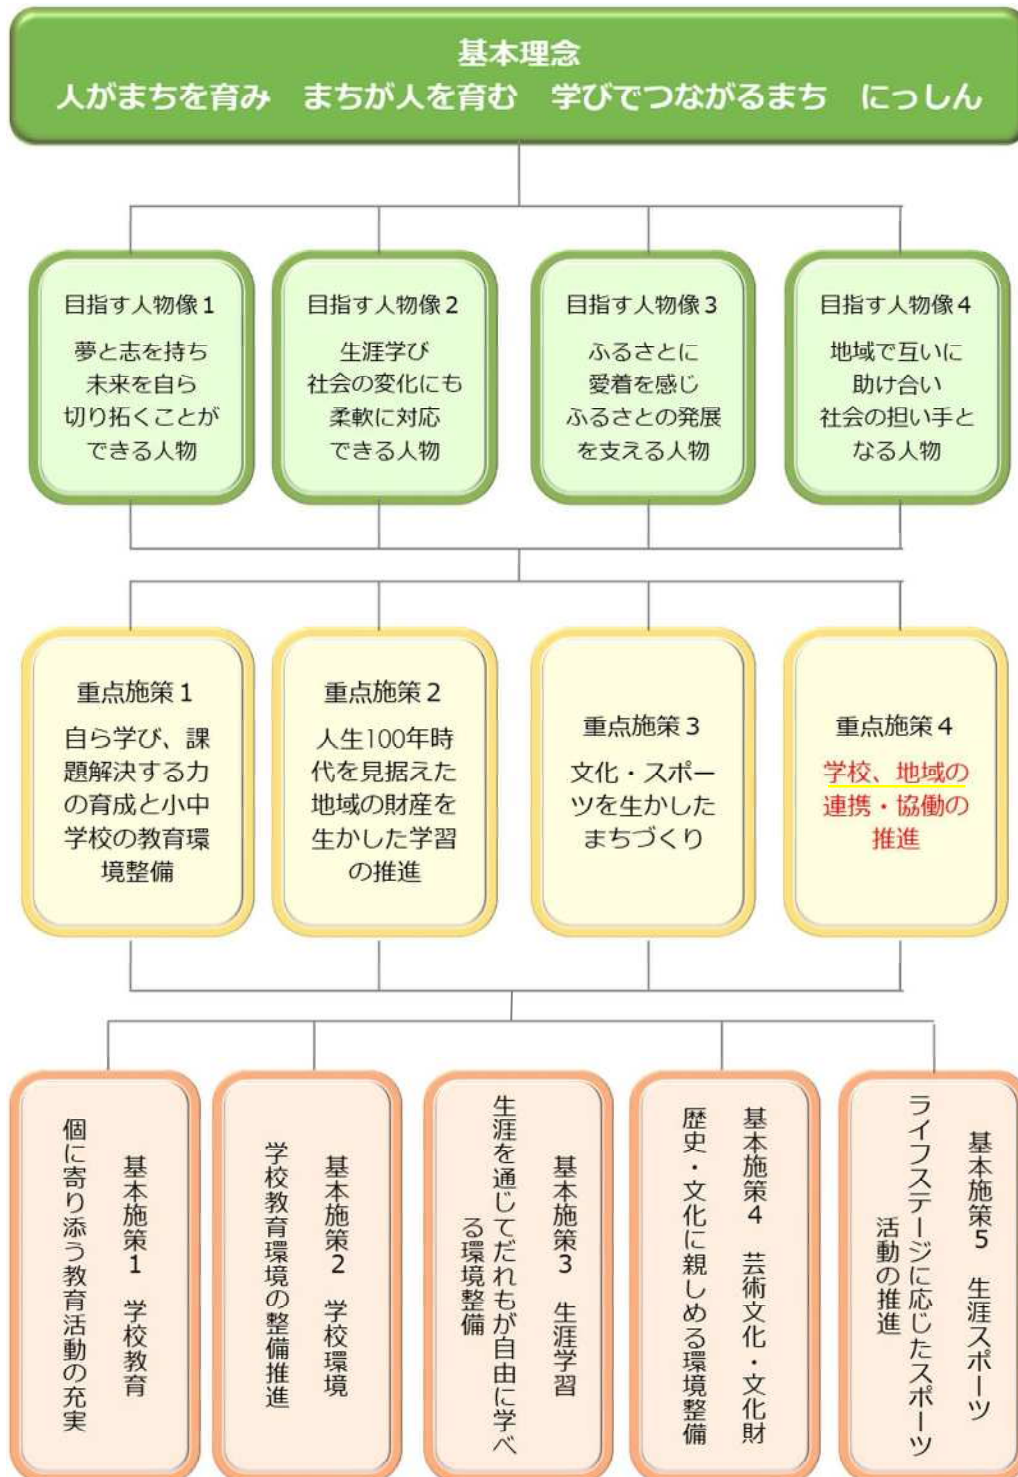 基本理念
人がまちを育み　まちが人を育む　学びでつながるまち　にっしん
目指す人物像１
夢と志を持ち
未来を自ら
切り拓くことが
できる人物
目指す人物像２
生涯学び
社会の変化にも
柔軟に対応
できる人物
目指す人物像３
ふるさとに
愛着を感じ
ふるさとの発展
を支える人物
目指す人物像４
地域で互いに
助け合い
社会の担い手と
なる人物
重点施策１
自ら学び、課
題解決する力
の育成と小中
学校の教育環
境整備
重点施策２
人生100年時
代を見据えた
地域の財産を
生かした学習
の推進
重点施策３
文化・スポー
ツを生かした
まちづくり
重点施策４
学校、地域の
連携・協働の
推進
基本施策１　学校教育
個に寄り添う教育活動の充実
基本施策２　学校環境
学校教育環境の整備推進
基本施策３　生涯学習
生涯を通じてだれもが自由に学べ
る環境整備
基本施策４　芸術文化・文化財
歴史・文化に親しめる環境整備
基本施策５　生涯スポーツ
ライフステージに応じたスポーツ
活動の推進